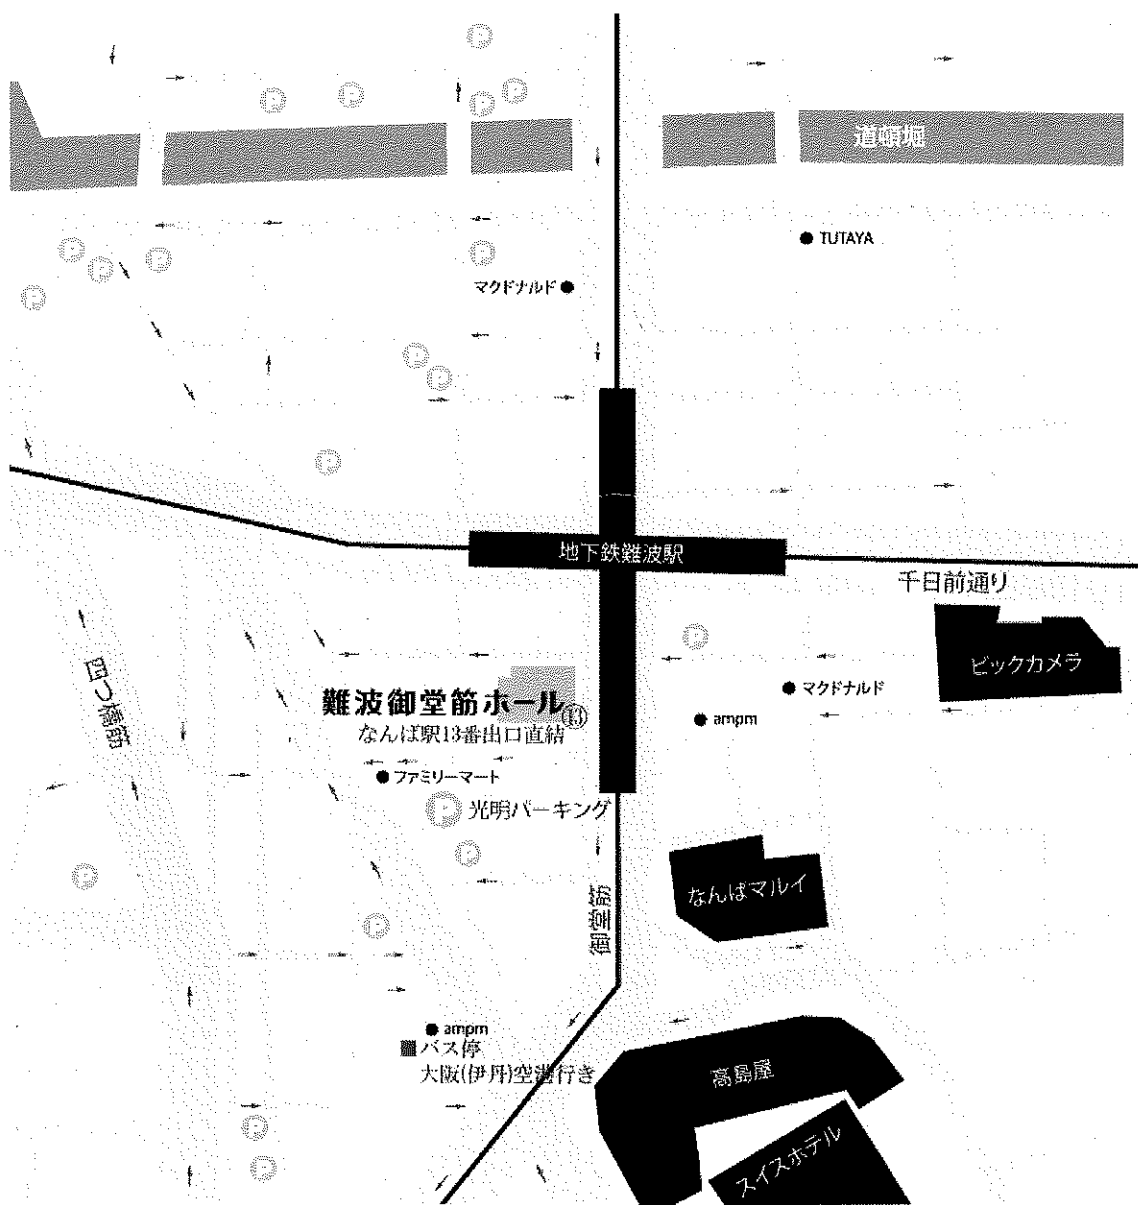 P
P
P
P
P
道頓堀
TUTAYA
P
P
P
P
P
マクドナルド
P
P
P
地下鉄難波駅
千日前通り
P
ビックカメラ
四つ橋筋
難波御堂筋ホール
13
なんば駅13番出口直結
マクドナルド
ampm
ファミリーマート
P 光明パーキング
P
P
なんばマルイ
御堂筋
P
ampm
バス停
大阪(伊丹)空港行き
高島屋
スイスホテル
P
P